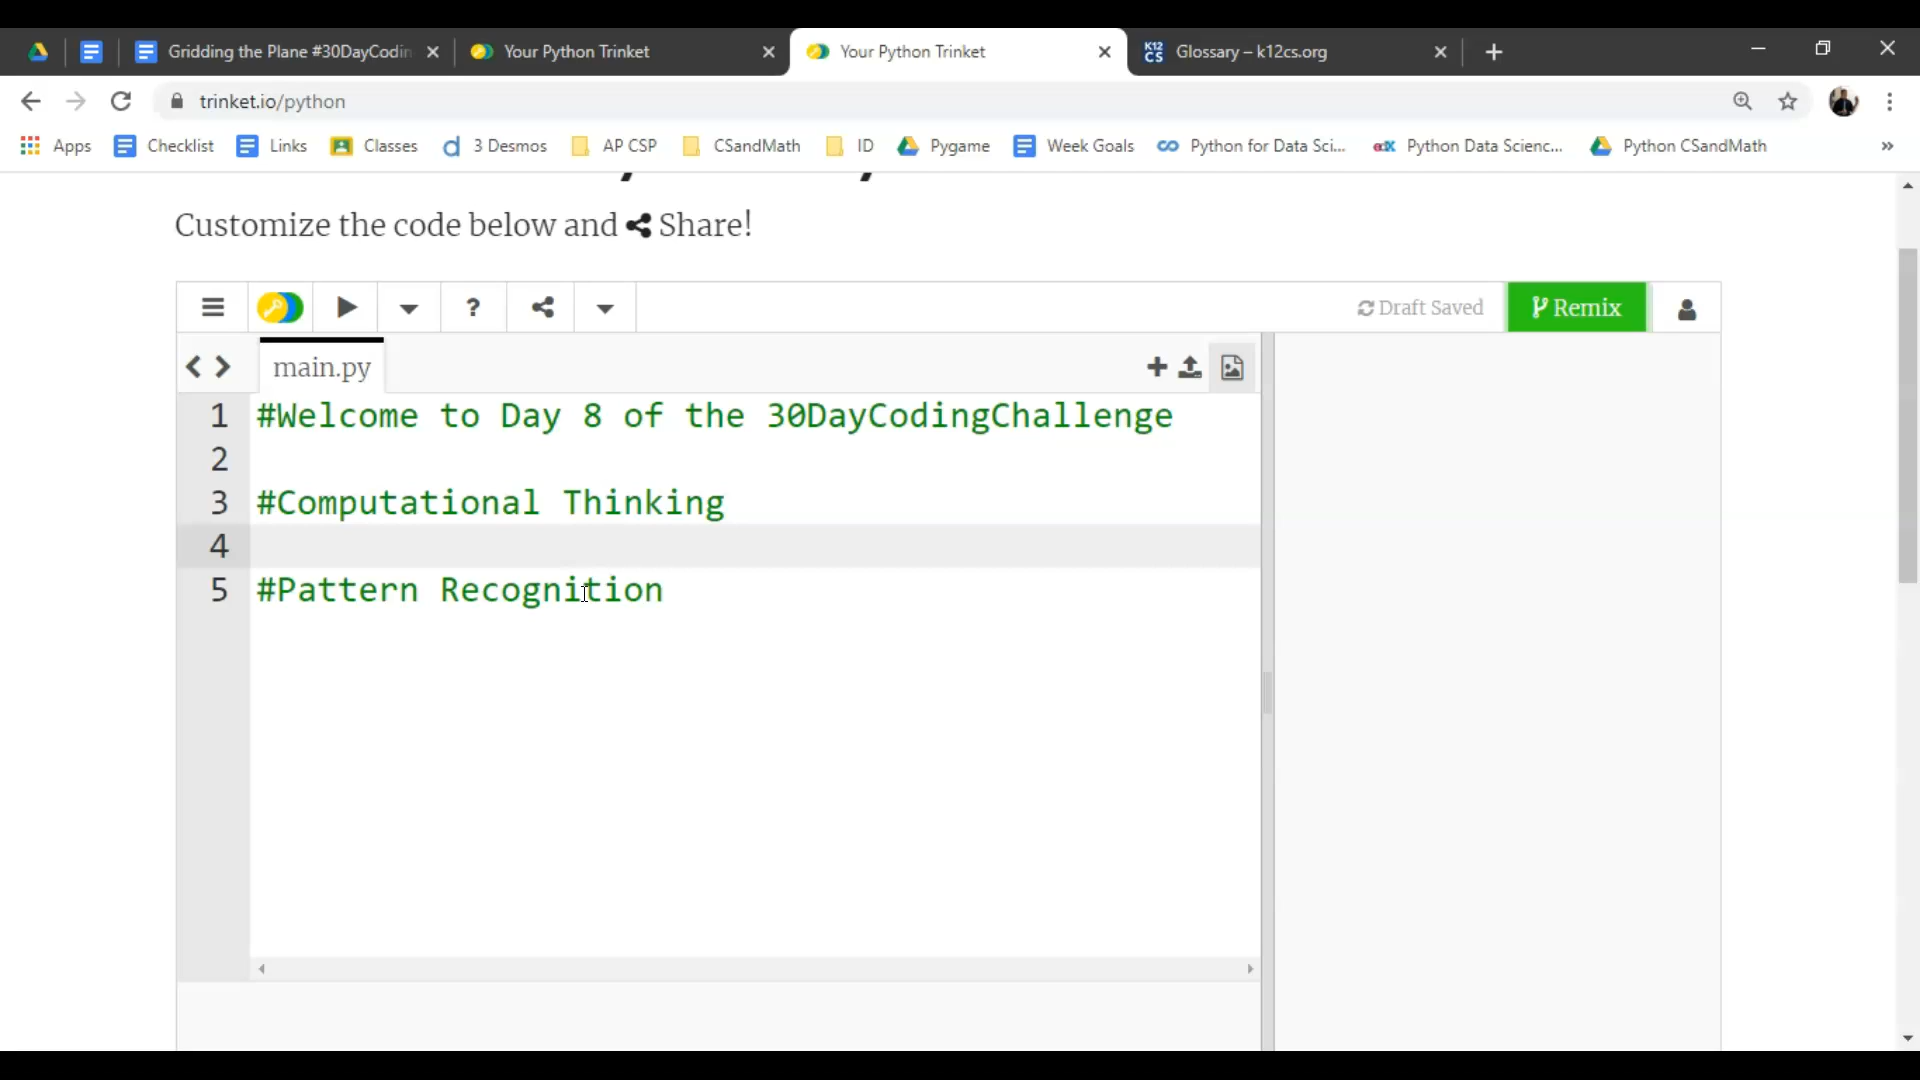 Gridding the Plane #30DayCodin
Your Python Trinket
Your Python Trinket
K12 CS
Glossary – k12cs.org
trinket.io/python
Apps
Checklist
Links
Classes
3 Desmos
AP CSP
CSandMath
ID
Pygame
Week Goals
Python for Data Sci...
edX
Python Data Scienc...
Python CSandMath
»
Customize the code below and Share!
?
Draft Saved
Remix
main.py
1 #Welcome to Day 8 of the 30DayCodingChallenge
2
3 #Computational Thinking
4
5 #Pattern Recognition